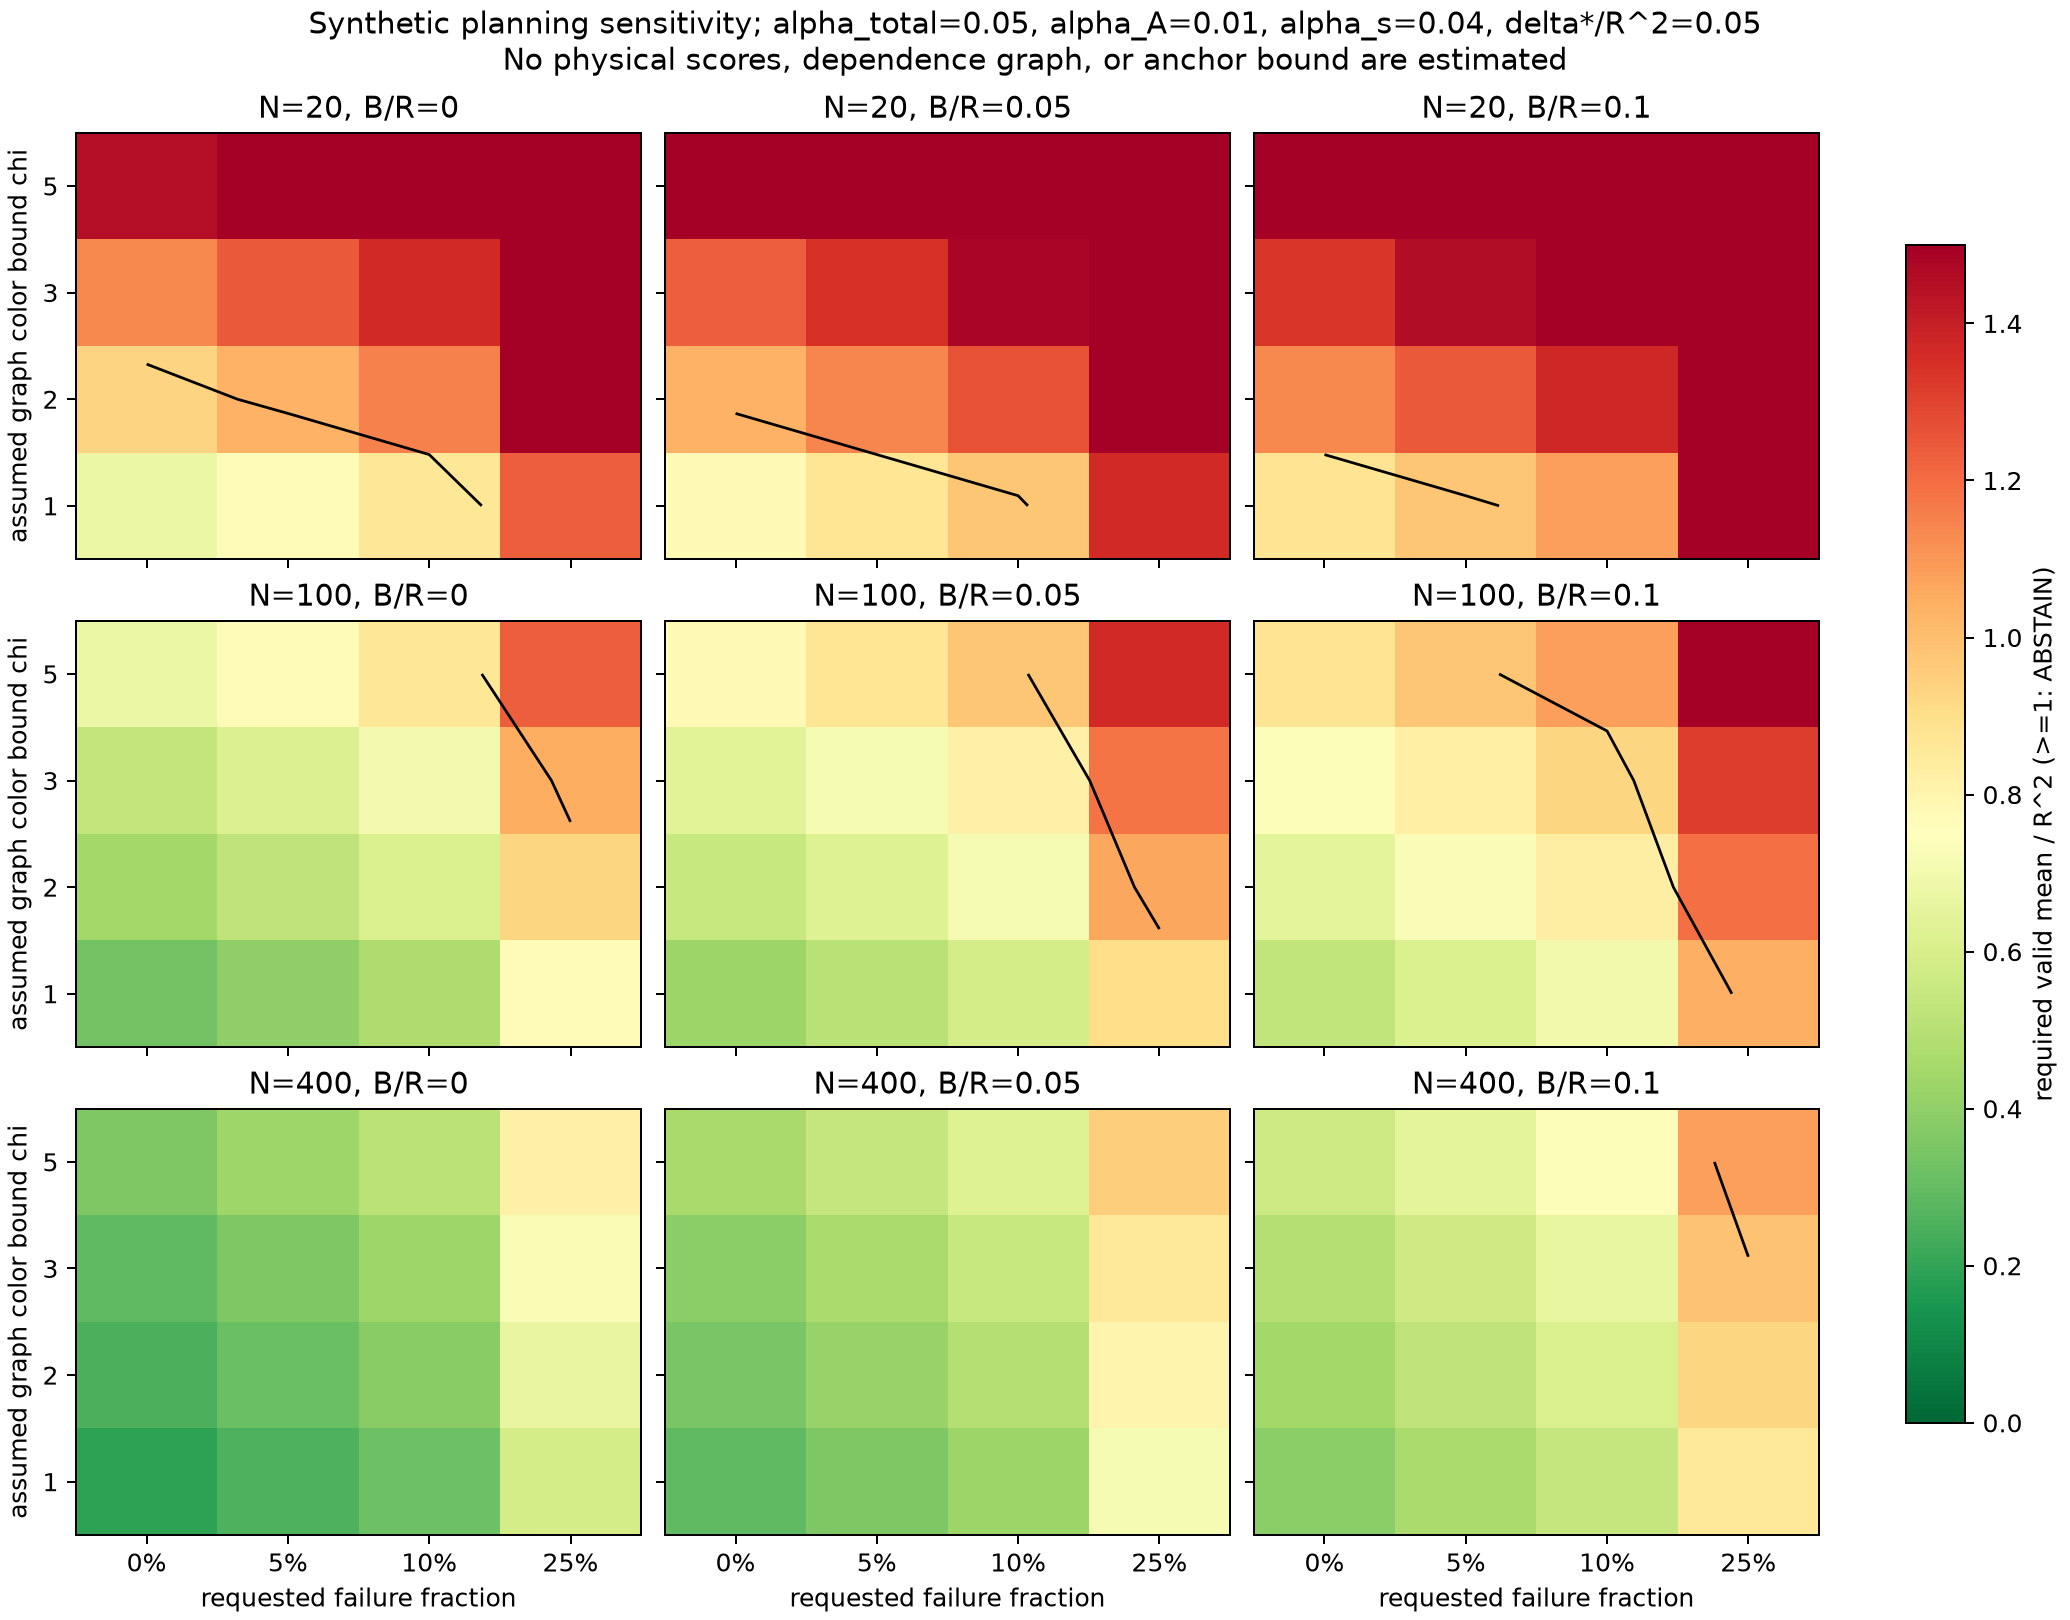 Synthetic planning sensitivity; alpha_total=0.05, alpha_A=0.01, alpha_s=0.04, delta*/R^2=0.05
No physical scores, dependence graph, or anchor bound are estimated
N=20, B/R=0
N=20, B/R=0.05
N=20, B/R=0.1
assumed graph color bound chi
5
3
2
1
N=100, B/R=0
N=100, B/R=0.05
N=100, B/R=0.1
assumed graph color bound chi
5
3
2
1
N=400, B/R=0
N=400, B/R=0.05
N=400, B/R=0.1
assumed graph color bound chi
5
3
2
1
0%
5%
10%
25%
requested failure fraction
0%
5%
10%
25%
requested failure fraction
0%
5%
10%
25%
requested failure fraction
1.4
1.2
1.0
0.8
0.6
0.4
0.2
0.0
required valid mean / R^2 (>=1: ABSTAIN)